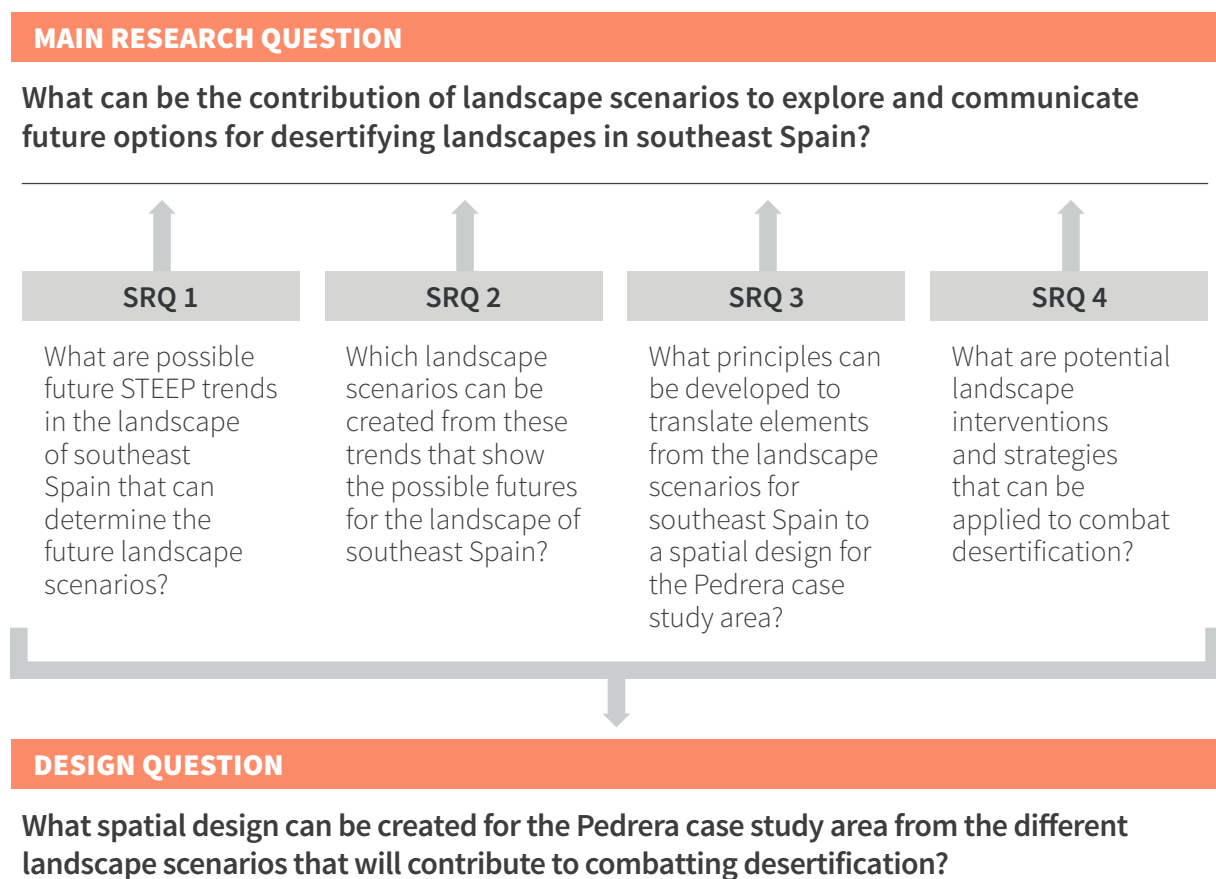 MAIN RESEARCH QUESTION
What can be the contribution of landscape scenarios to explore and communicate
future options for desertifying landscapes in southeast Spain?
SRQ 1
What are possible
future STEEP trends
in the landscape
of southeast
Spain that can
determine the
future landscape
scenarios?
SRQ 2
Which landscape
scenarios can be
created from these
trends that show
the possible futures
for the landscape of
southeast Spain?
SRQ 3
What principles can
be developed to
translate elements
from the landscape
scenarios for
southeast Spain to
a spatial design for
the Pedrera case
study area?
SRQ 4
What are potential
landscape
interventions
and strategies
that can be
applied to combat
desertification?
DESIGN QUESTION
What spatial design can be created for the Pedrera case study area from the different
landscape scenarios that will contribute to combatting desertification?